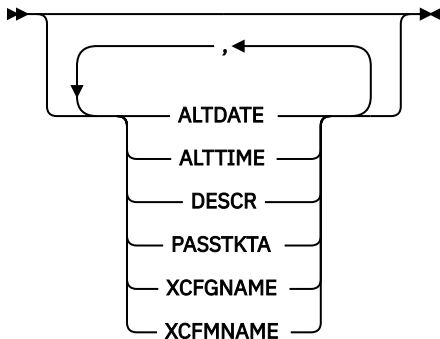 ,
ALTDATE
ALTTIME
DESCR
PASSTKTA
XCFGNAME
XCFMNAME